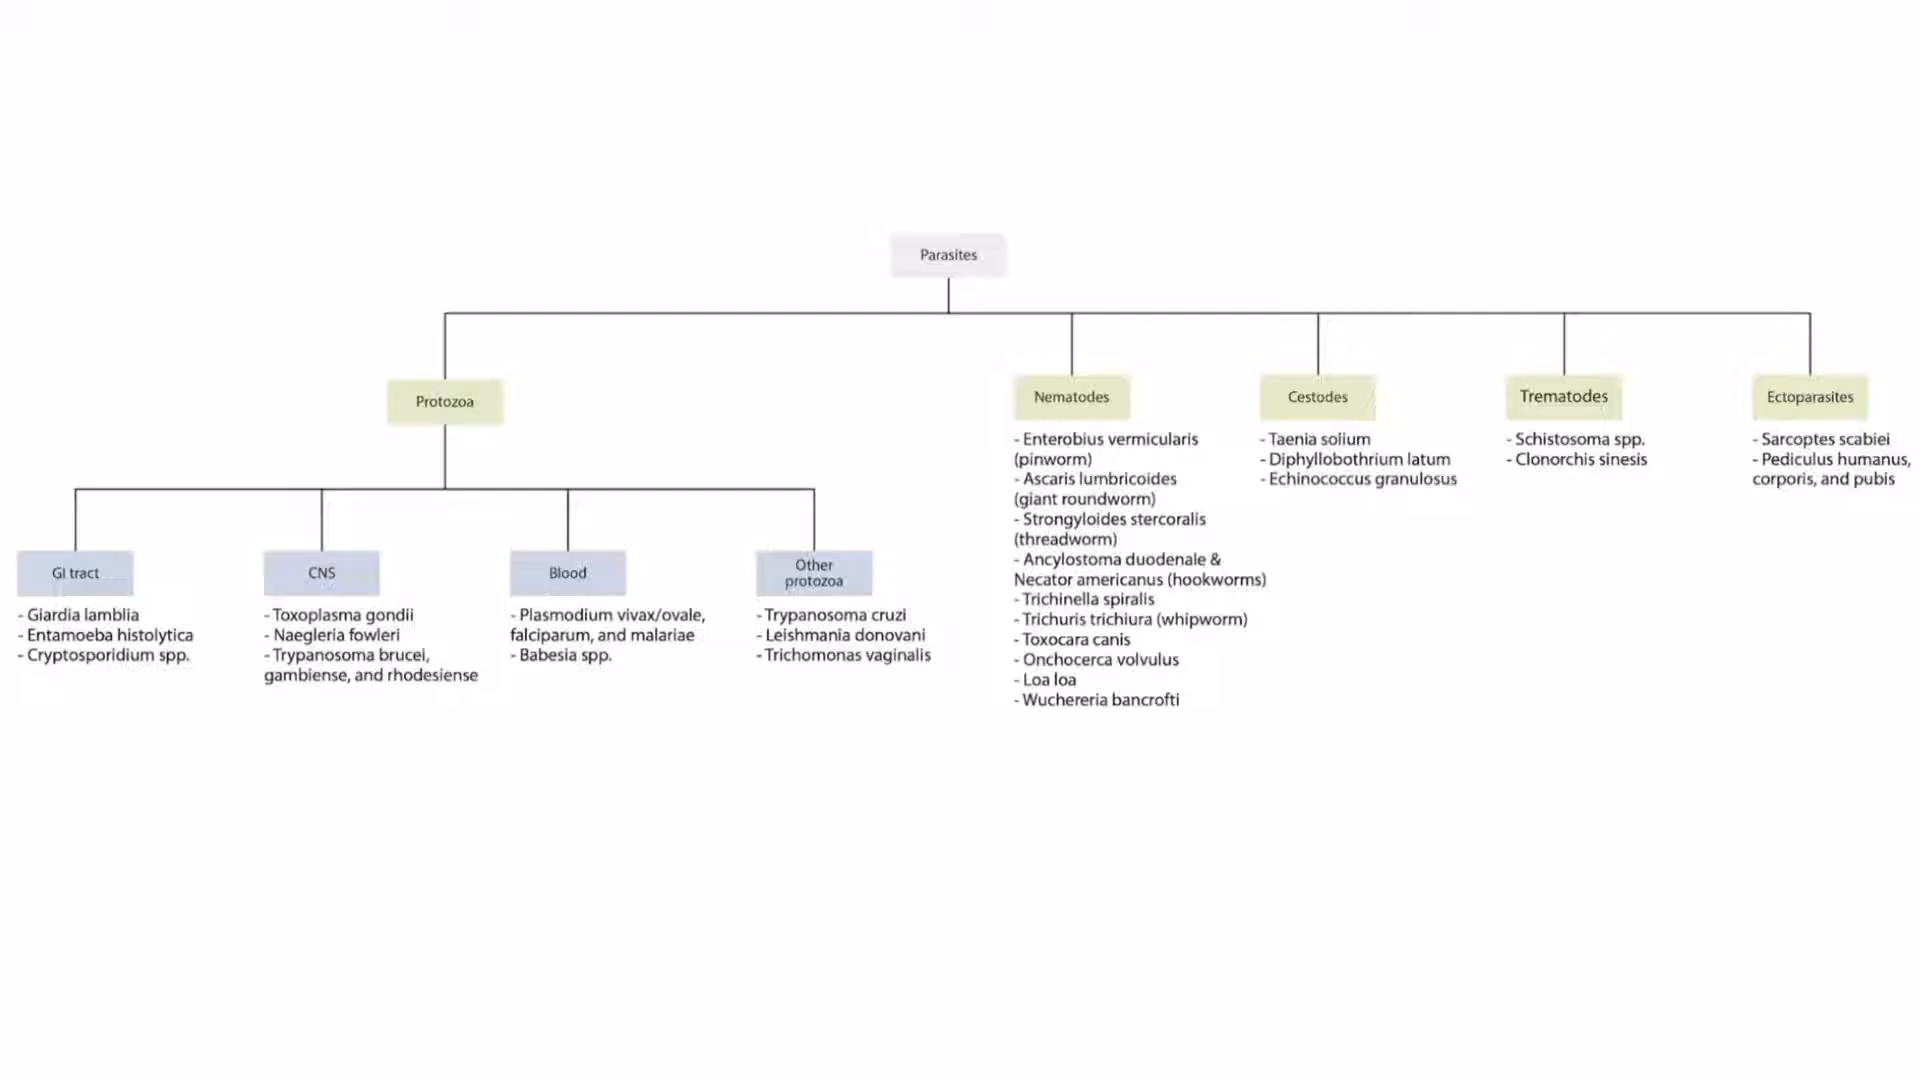 Parasites
Protozoa
GI tract
- Giardia lamblia
- Entamoeba histolytica
- Cryptosporidium spp.
CNS
- Toxoplasma gondii
- Naegleria fowleri
- Trypanosoma brucei,
gambiense, and rhodesiense
Blood
- Plasmodium vivax/ovale,
falciparum, and malariae
- Babesia spp.
Other
protozoa
- Trypanosoma cruzi
- Leishmania donovani
- Trichomonas vaginalis
Nematodes
- Enterobius vermicularis
(pinworm)
- Ascaris lumbricoides
(giant roundworm)
- Strongyloides stercoralis
(threadworm)
- Ancylostoma duodenale &
Necator americanus (hookworms)
- Trichinella spiralis
- Trichuris trichiura (whipworm)
- Toxocara canis
- Onchocerca volvulus
- Loa loa
- Wuchereria bancrofti
Cestodes
- Taenia solium
- Diphyllobothrium latum
- Echinococcus granulosus
Trematodes
- Schistosoma spp.
- Clonorchis sinesis
Ectoparasites
- Sarcoptes scabiei
- Pediculus humanus,
corporis, and pubis